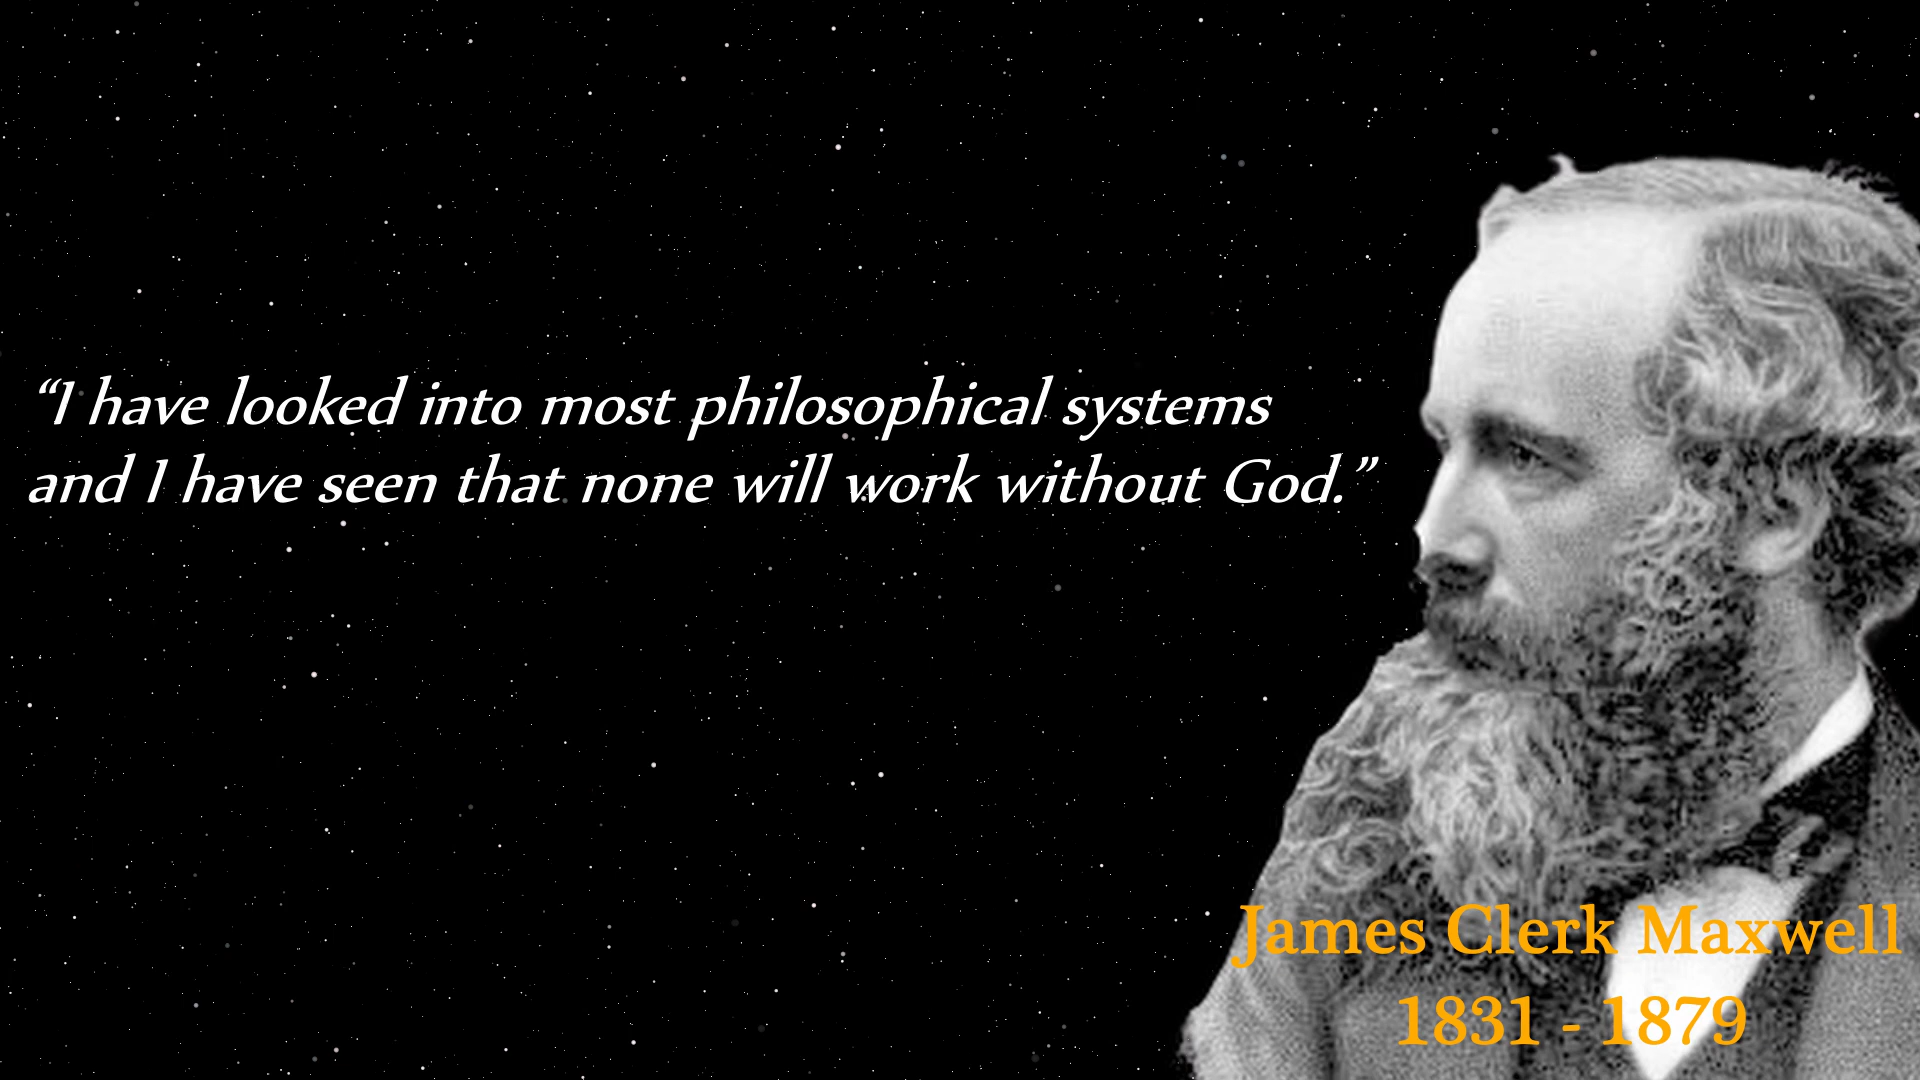 “I have looked into most philosophical systems
and I have seen that none will work without God.”
James Clerk Maxwell
1831 - 1879